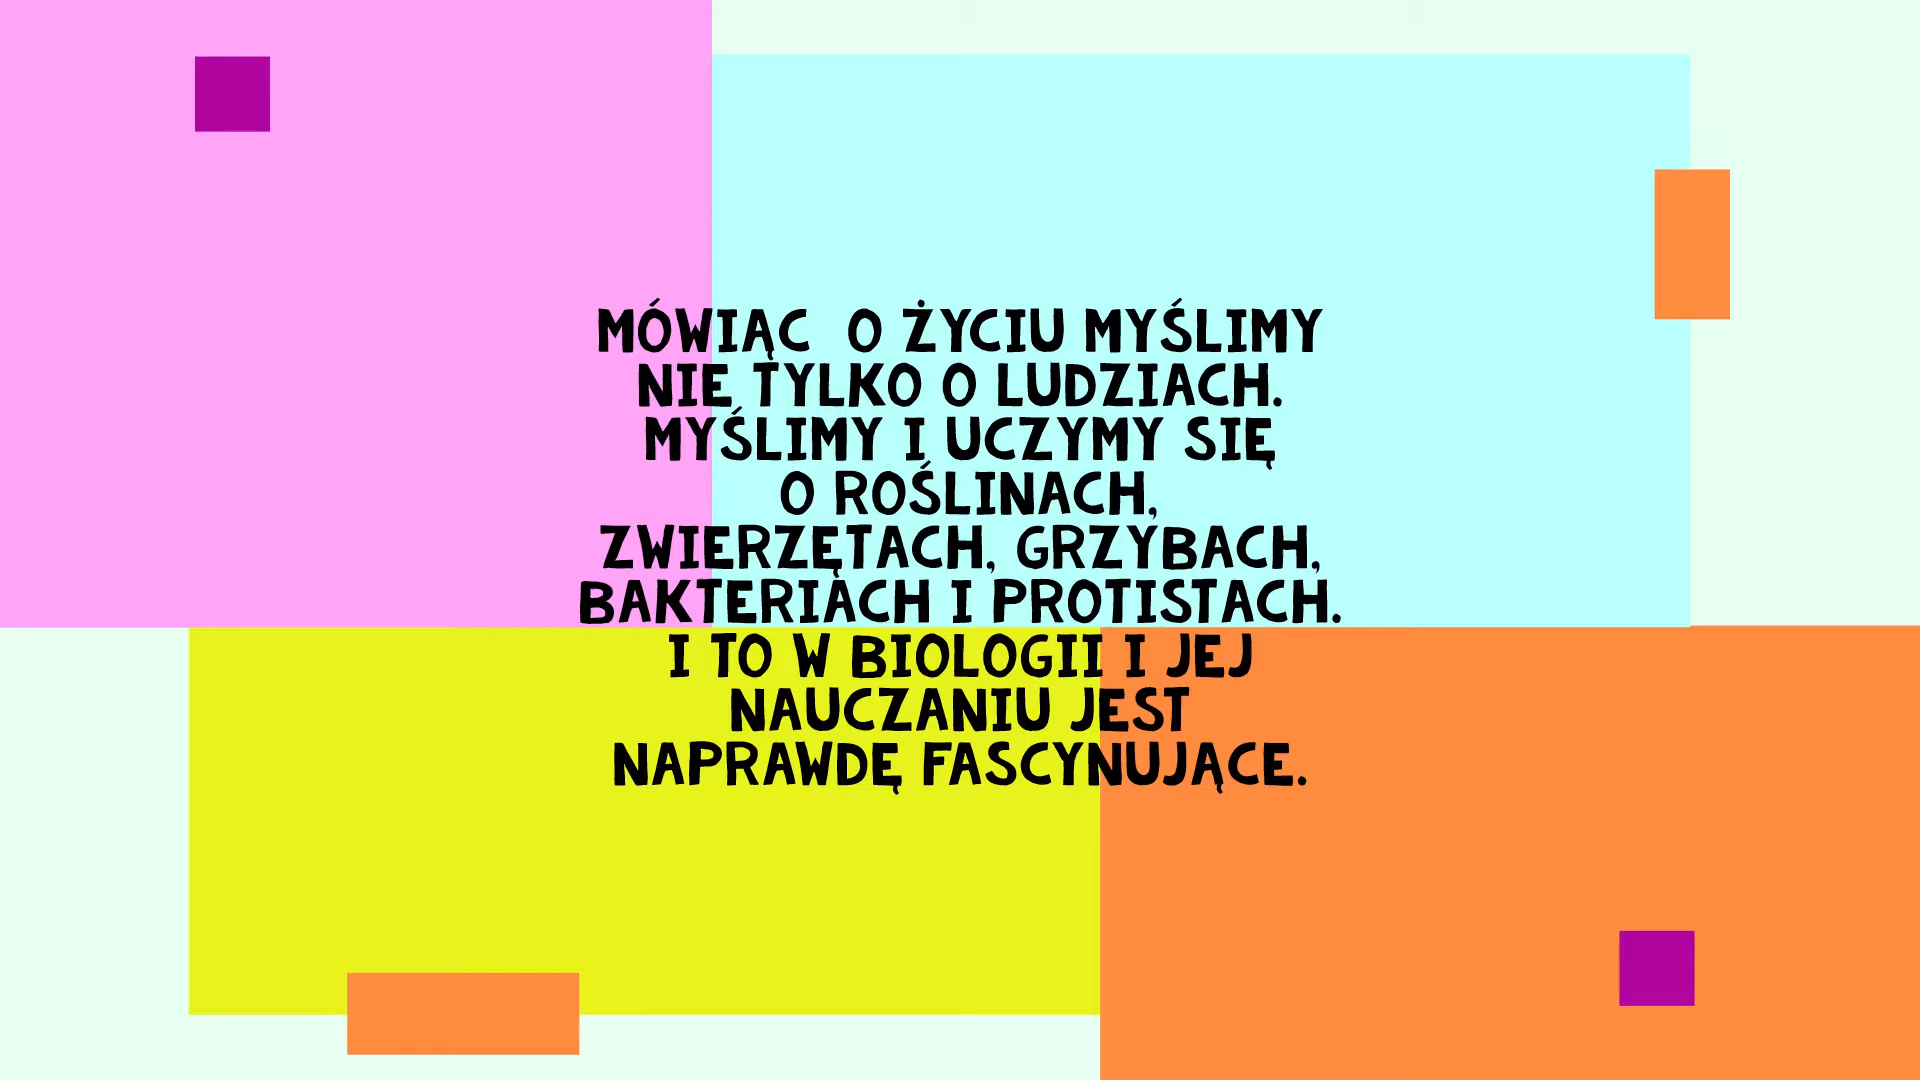 MÓWIĄC O ŻYCIU MYŚLIMY
NIE TYLKO O LUDZIACH.
MYŚLIMY I UCZYMY SIĘ
O ROŚLINACH,
ZWIERZĘTACH, GRZYBACH,
BAKTERIACH I PROTISTACH.
I TO W BIOLOGII I JEJ
NAUCZANIU JEST
NAPRAWDĘ FASCYNUJĄCE.